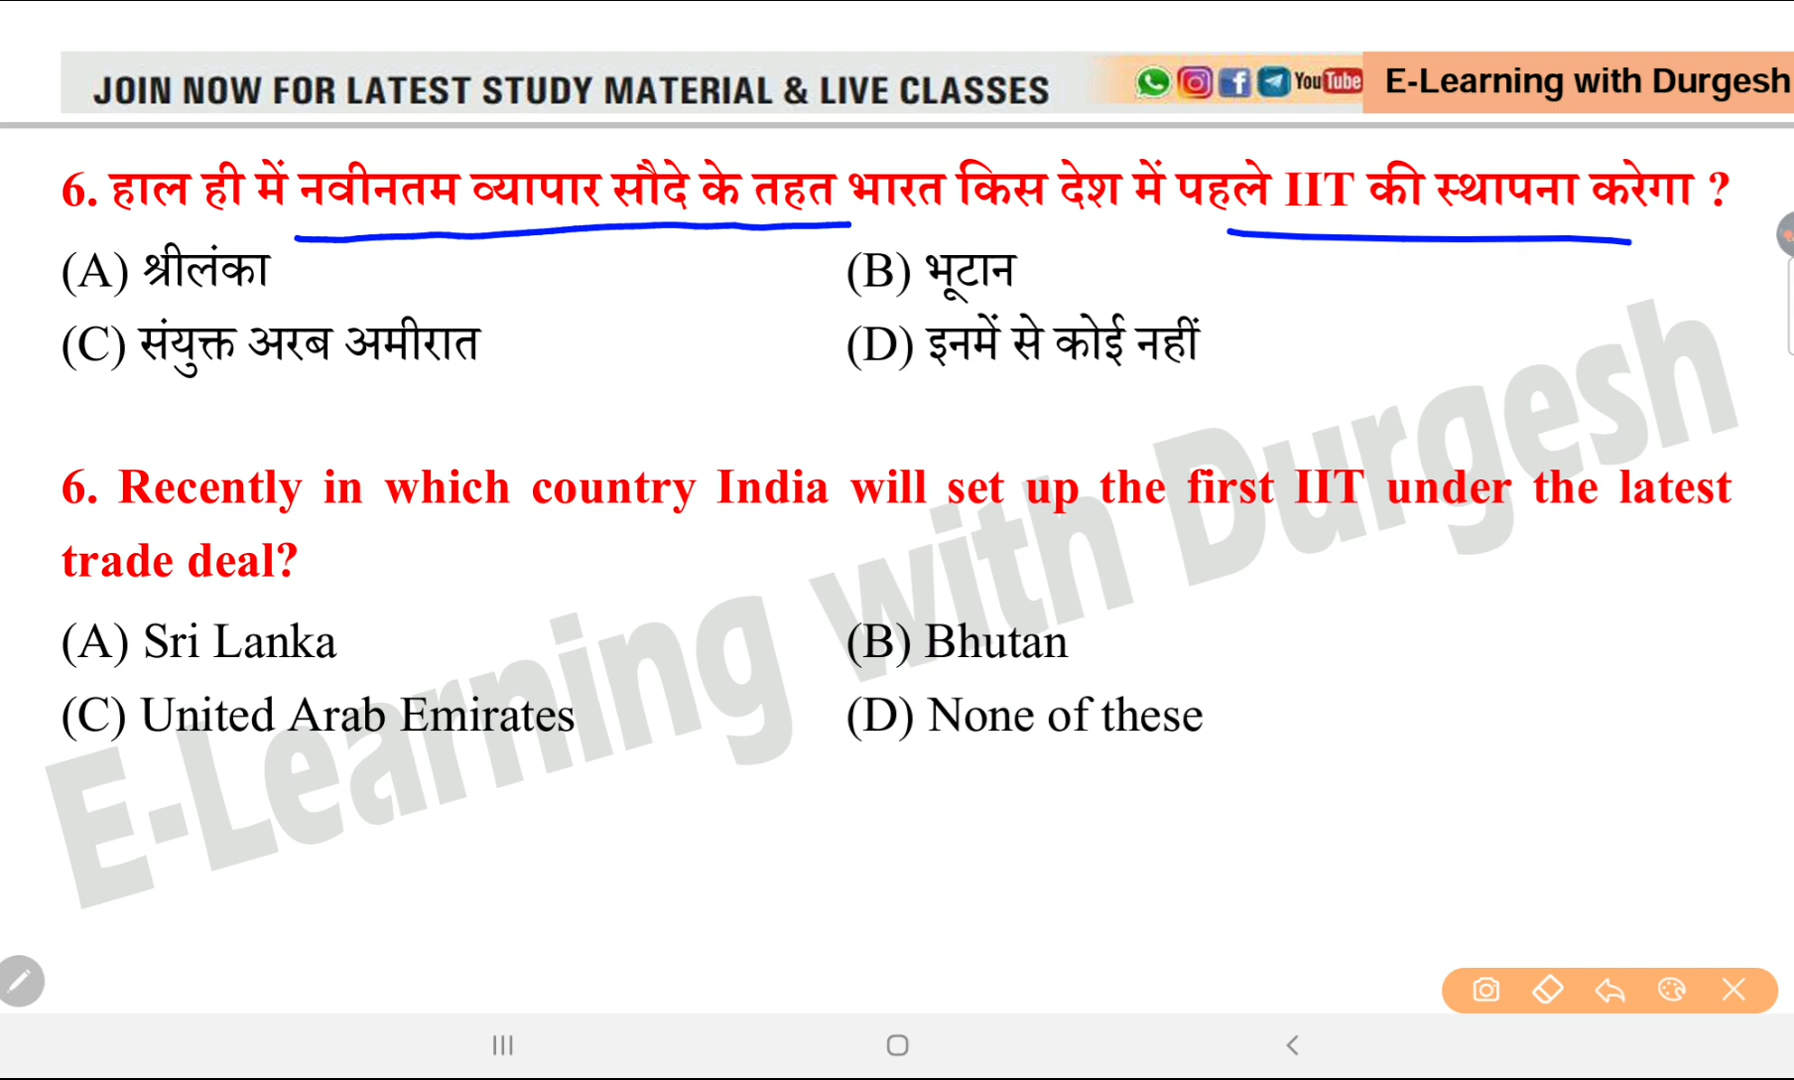 JOIN NOW FOR LATEST STUDY MATERIAL & LIVE CLASSES YouTube E-Learning with Durgesh
6. हाल ही में नवीनतम व्यापार सौदे के तहत भारत किस देश में पहले IIT की स्थापना करेगा ?
(A) श्रीलंका (B) भूटान
(C) संयुक्त अरब अमीरात (D) इनमें से कोई नहीं
6. Recently in which country India will set up the first IIT under the latest
trade deal?
(A) Sri Lanka (B) Bhutan
(C) United Arab Emirates (D) None of these
E-Learning with Durgesh